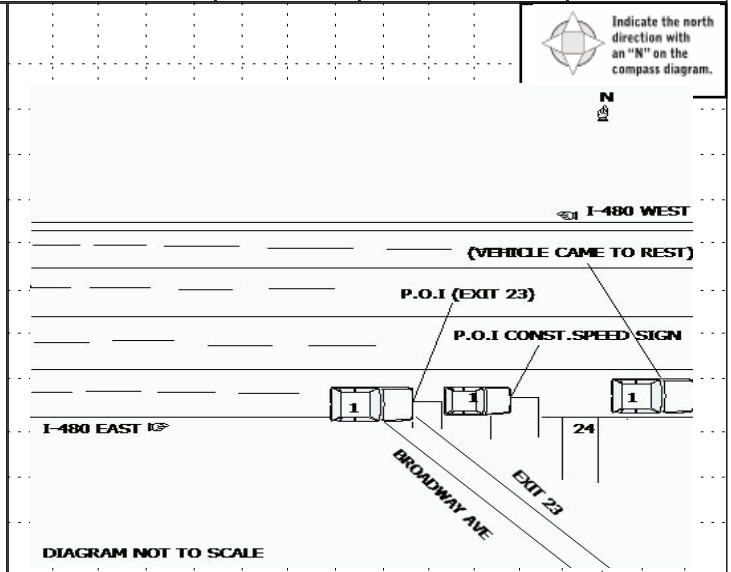 Indicate the north
direction with
an “N” on the
compass diagram.
N
I-480 WEST
(VEHICLE CAME TO REST)
P.O.I (EXIT 23)
P.O.I CONST.SPEED SIGN
1
1
1
I-480 EAST
24
BROADWAY AVE
EXIT 23
DIAGRAM NOT TO SCALE